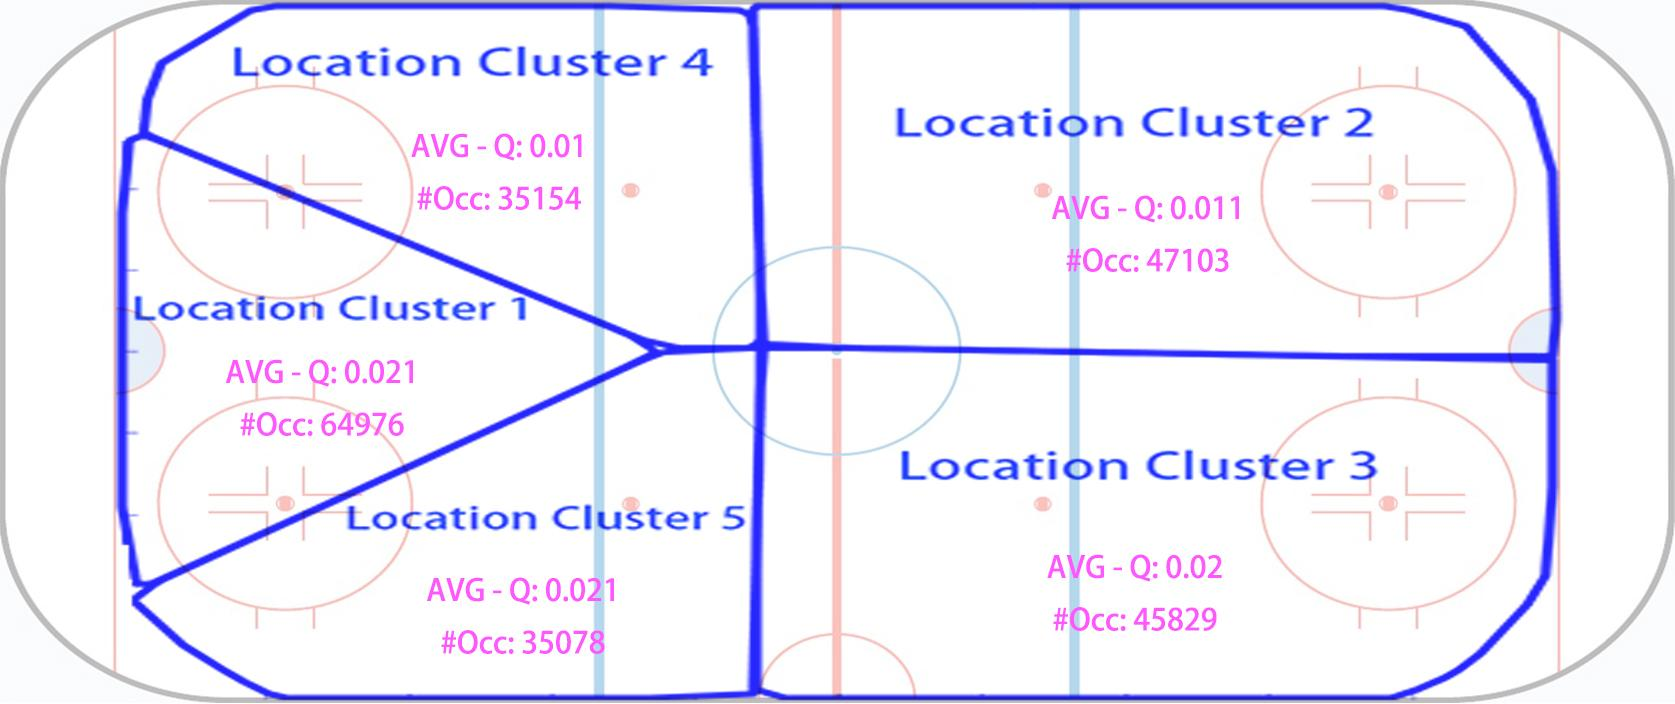 Location Cluster 4
AVG - Q: 0.01
#Occ: 35154
Location Cluster 2
AVG - Q: 0.011
#Occ: 47103
Location Cluster 1
AVG - Q: 0.021
#Occ: 64976
Location Cluster 5
AVG - Q: 0.021
#Occ: 35078
Location Cluster 3
AVG - Q: 0.02
#Occ: 45829